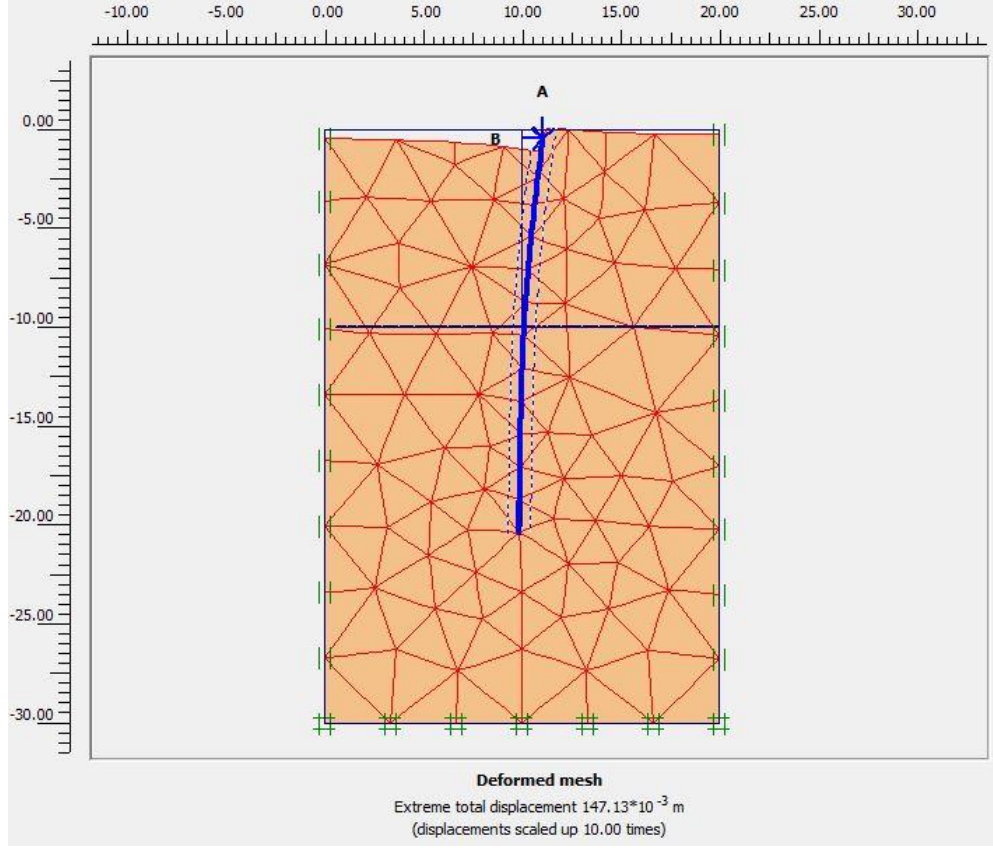 -10.00 -5.00 0.00 5.00 10.00 15.00 20.00 25.00 30.00
A
0.00
B
-5.00
-10.00
-15.00
-20.00
-25.00
-30.00
Deformed mesh
Extreme total displacement 147.13*10 -3 m
(displacements scaled up 10.00 times)